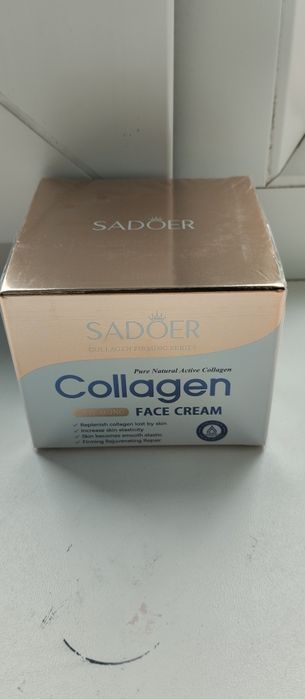 SADOER
SADOER
COLLAGEN FIRMING SERIES
Pure Natural Active Collagen
Collagen
FACE CREAM
✓ Replenish collagen lost by skin
✓ Increase skin elasticity
✓ Skin becomes smooth elastic
✓ Firming Rejuvenating Repair